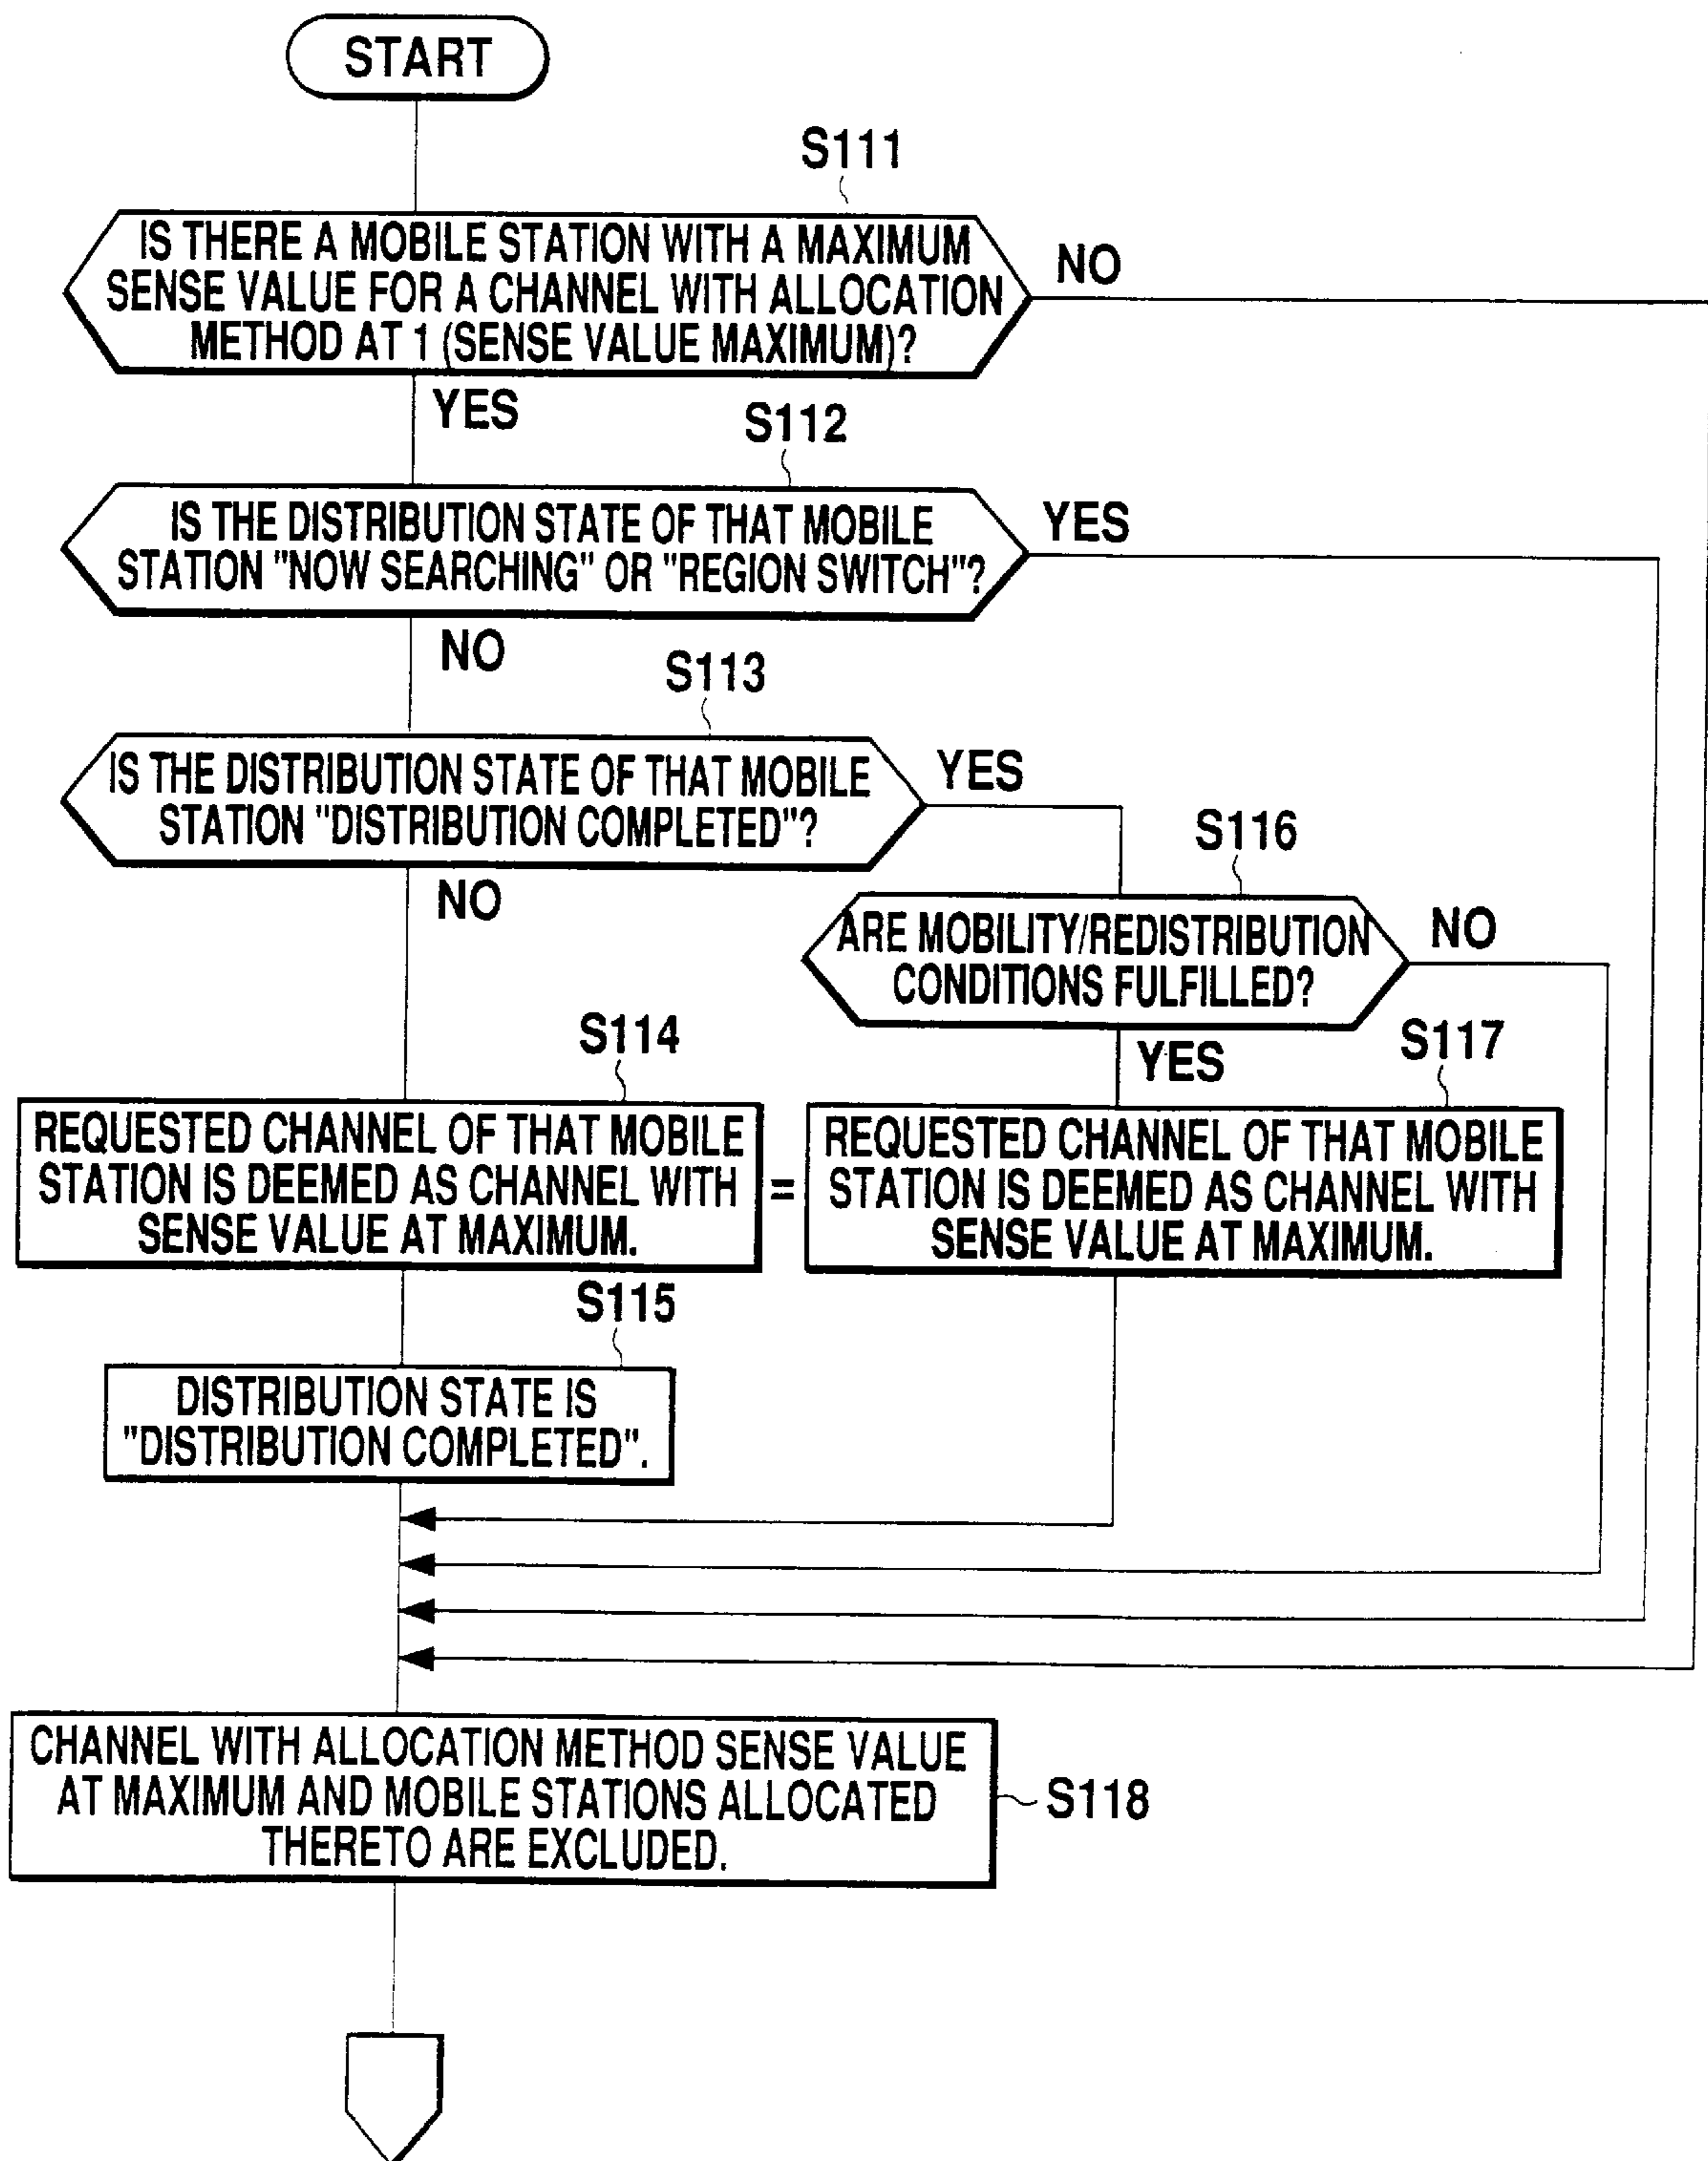 START
S111
IS THERE A MOBILE STATION WITH A MAXIMUM
SENSE VALUE FOR A CHANNEL WITH ALLOCATION
METHOD AT 1 (SENSE VALUE MAXIMUM)?
NO
YES
S112
IS THE DISTRIBUTION STATE OF THAT MOBILE
STATION "NOW SEARCHING" OR "REGION SWITCH"?
YES
NO
S113
IS THE DISTRIBUTION STATE OF THAT MOBILE
STATION "DISTRIBUTION COMPLETED"?
YES
NO
S116
ARE MOBILITY/REDISTRIBUTION
CONDITIONS FULFILLED?
NO
YES
S114
REQUESTED CHANNEL OF THAT MOBILE
STATION IS DEEMED AS CHANNEL WITH
SENSE VALUE AT MAXIMUM.
=
S117
REQUESTED CHANNEL OF THAT MOBILE
STATION IS DEEMED AS CHANNEL WITH
SENSE VALUE AT MAXIMUM.
S115
DISTRIBUTION STATE IS
"DISTRIBUTION COMPLETED".
CHANNEL WITH ALLOCATION METHOD SENSE VALUE
AT MAXIMUM AND MOBILE STATIONS ALLOCATED
THERETO ARE EXCLUDED.
S118